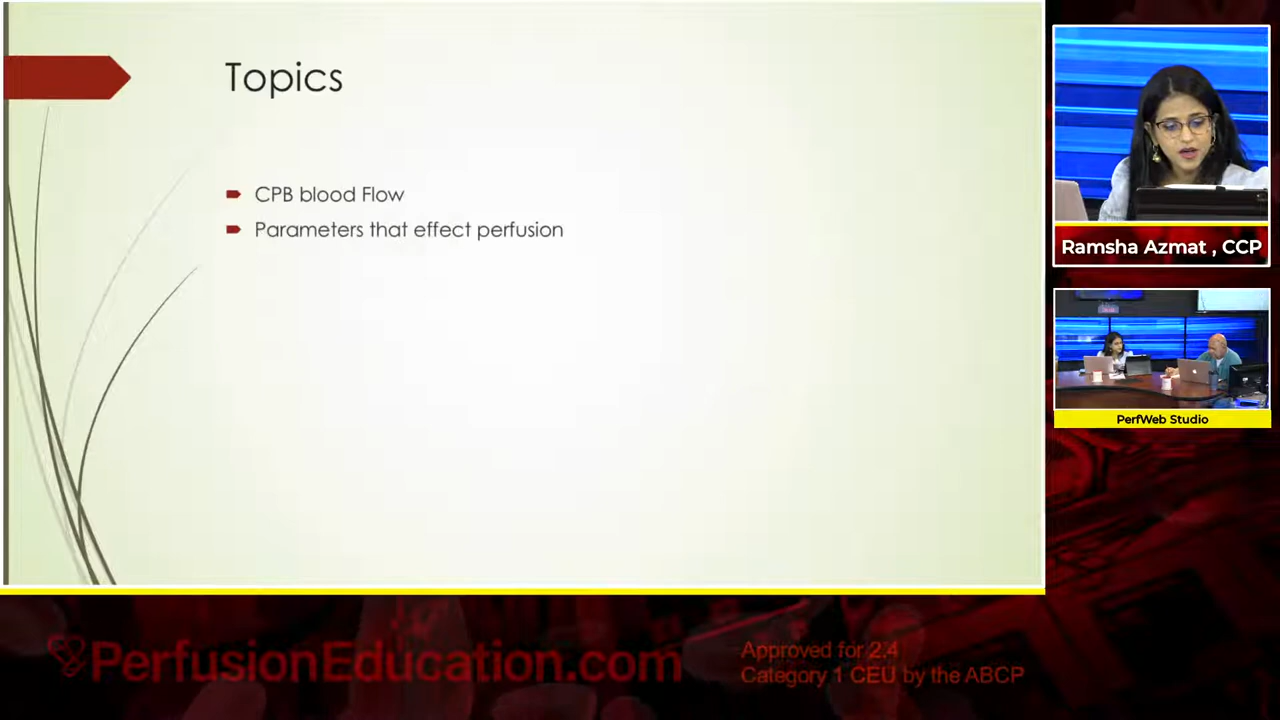 Topics
CPB blood Flow
Parameters that effect perfusion
Ramsha Azmat , CCP
PerfWeb Studio
PerfusionEducation.com
Approved for 2.4
Category 1 CEU by the ABCP